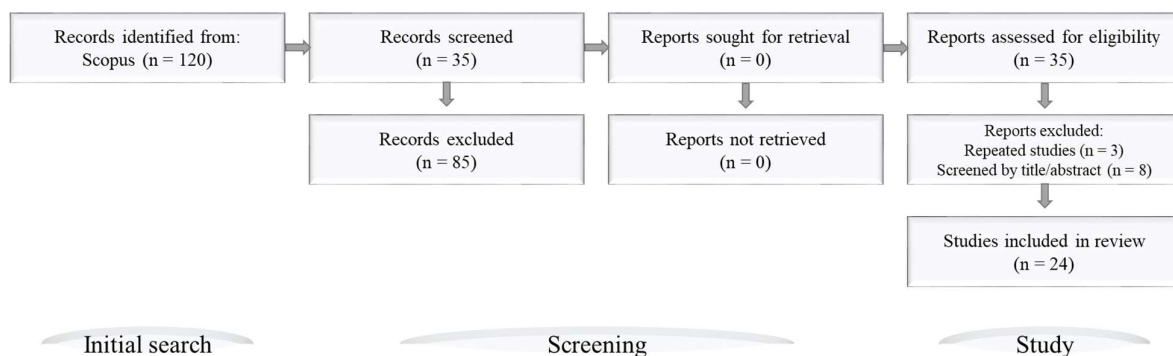 Records identified from:
Scopus (n = 120)
Records screened
(n = 35)
Reports sought for retrieval
(n = 0)
Reports assessed for eligibility
(n = 35)
Records excluded
(n = 85)
Reports not retrieved
(n = 0)
Reports excluded:
Repeated studies (n = 3)
Screened by title/abstract (n = 8)
Studies included in review
(n = 24)
Initial search
Screening
Study